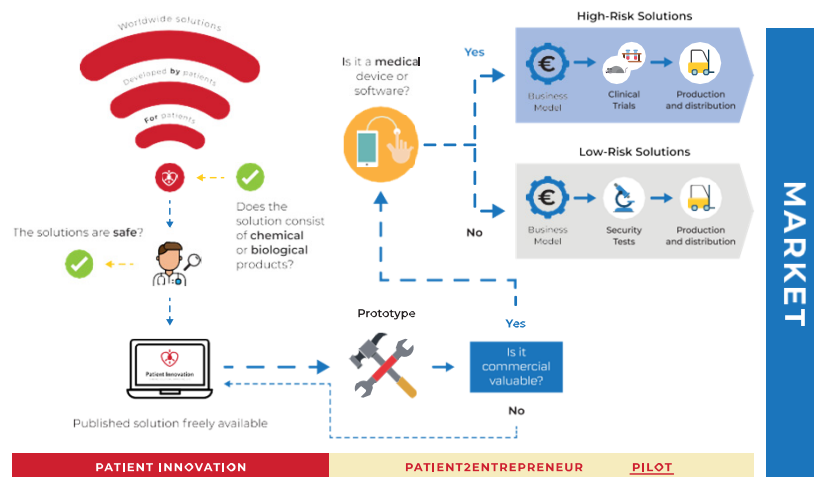 Worldwide solutions
Developed by patients
For patients
Does the
solution consist
of chemical
or biological
products?
The solutions are safe?
Patient Innovation
Published solution freely available
Prototype
Is it
commercial
valuable?
Yes
No
Is it a medical
device or
software?
Yes
No
High-Risk Solutions
€
Business
Model
Clinical
Trials
Production
and distribution
Low-Risk Solutions
€
Business
Model
Security
Tests
Production
and distribution
MARKET
PATIENT INNOVATION
PATIENT2ENTREPRENEUR PILOT